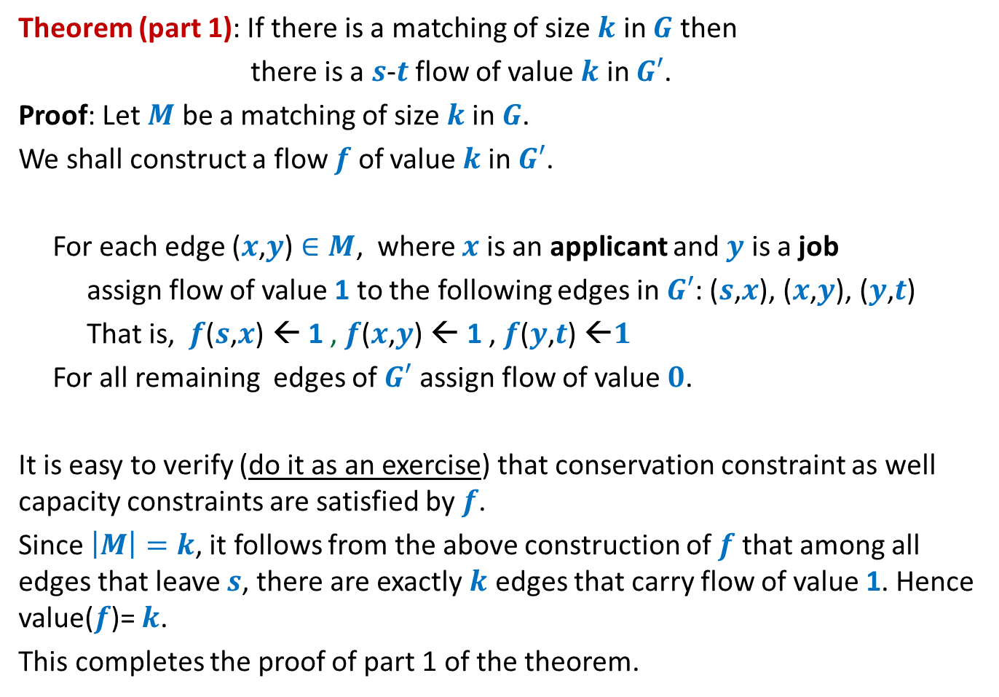 Theorem (part 1): If there is a matching of size k in G then
there is a s-t flow of value k in G′.
Proof: Let M be a matching of size k in G.
We shall construct a flow f of value k in G′.
For each edge (x,y) ∈ M, where x is an applicant and y is a job
assign flow of value 1 to the following edges in G′: (s,x), (x,y), (y,t)
That is, f(s,x) ← 1 , f(x,y) ← 1 , f(y,t) ←1
For all remaining edges of G′ assign flow of value 0.
It is easy to verify (do it as an exercise) that conservation constraint as well
capacity constraints are satisfied by f.
Since |M| = k, it follows from the above construction of f that among all
edges that leave s, there are exactly k edges that carry flow of value 1. Hence
value(f)= k.
This completes the proof of part 1 of the theorem.